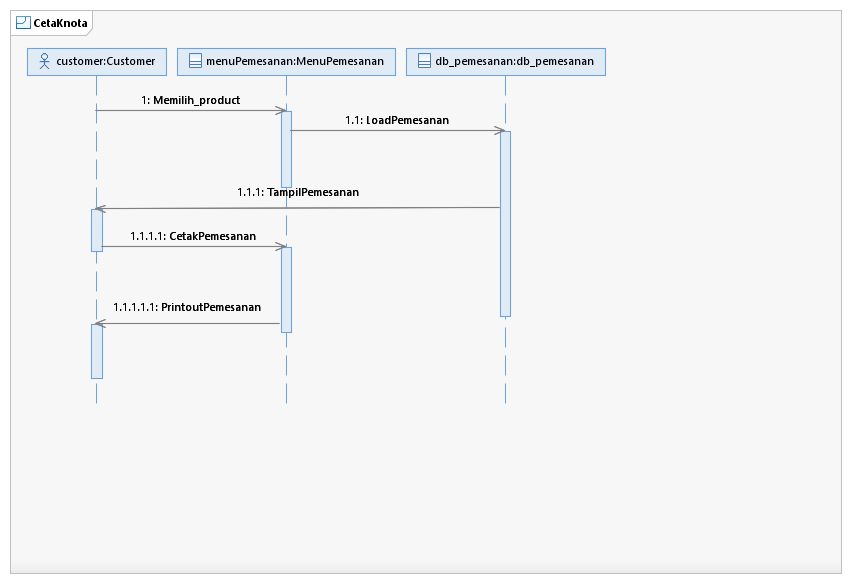 CetaKnota
customer:Customer
menuPemesanan:MenuPemesanan
db_pemesanan:db_pemesanan
1: Memilih_product
1.1: LoadPemesanan
1.1.1: TampilPemesanan
1.1.1.1: CetakPemesanan
1.1.1.1.1: PrintoutPemesanan